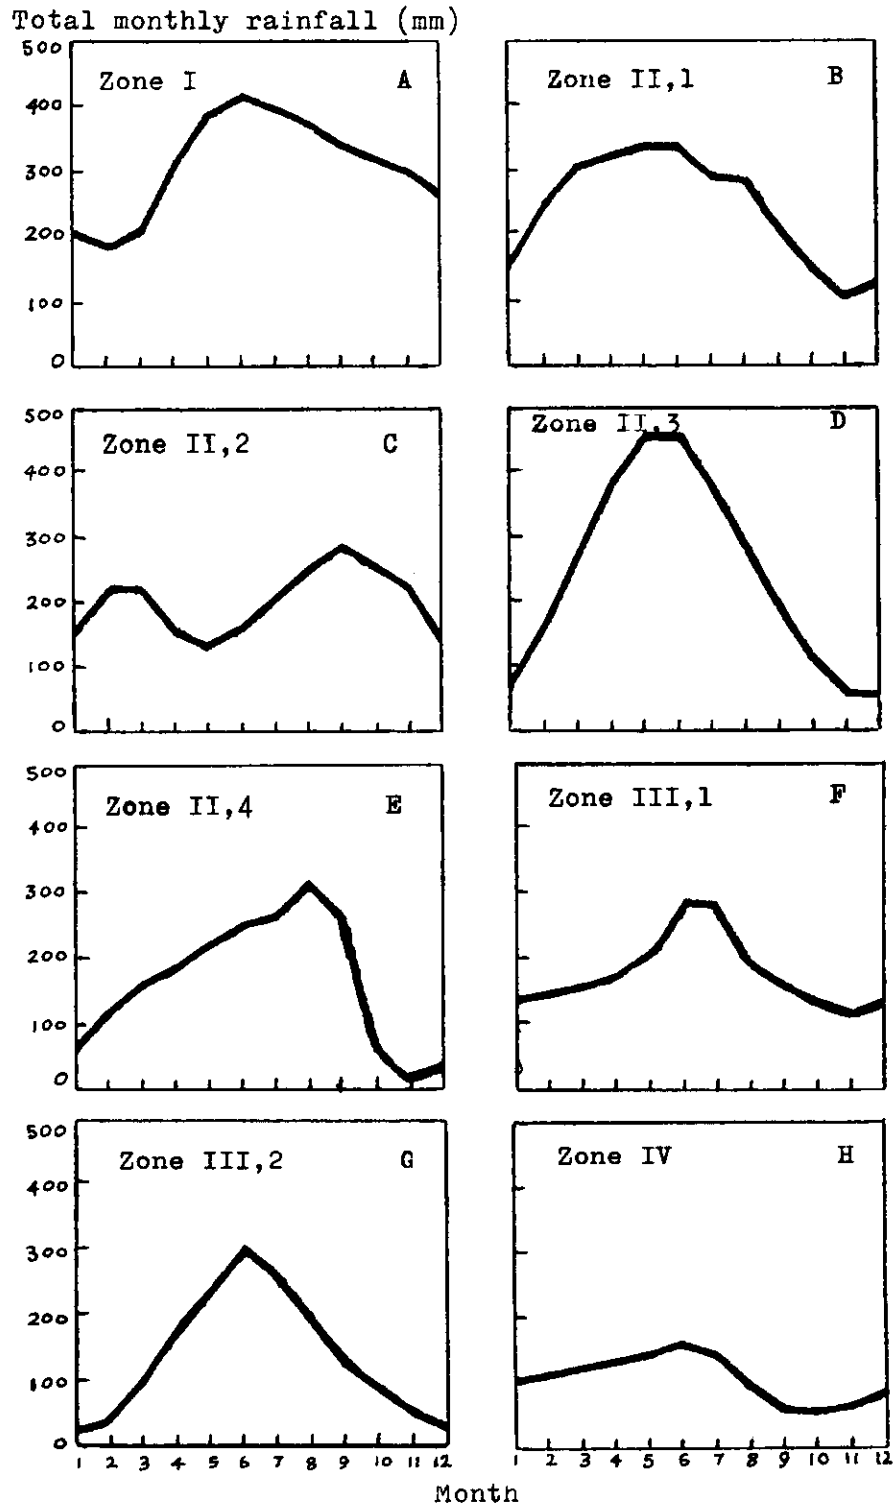 Total monthly rainfall (mm)
500
400
300
200
100
0
Zone I A
Zone II,1 B
500
400
300
200
100
0
Zone II,2 C
Zone II,3 D
500
400
300
200
100
0
Zone II,4 E
Zone III,1 F
500
400
300
200
100
0
Zone III,2 G
Zone IV H
1 2 3 4 5 6 7 8 9 10 11 12
1 2 3 4 5 6 7 8 9 10 11 12
Month